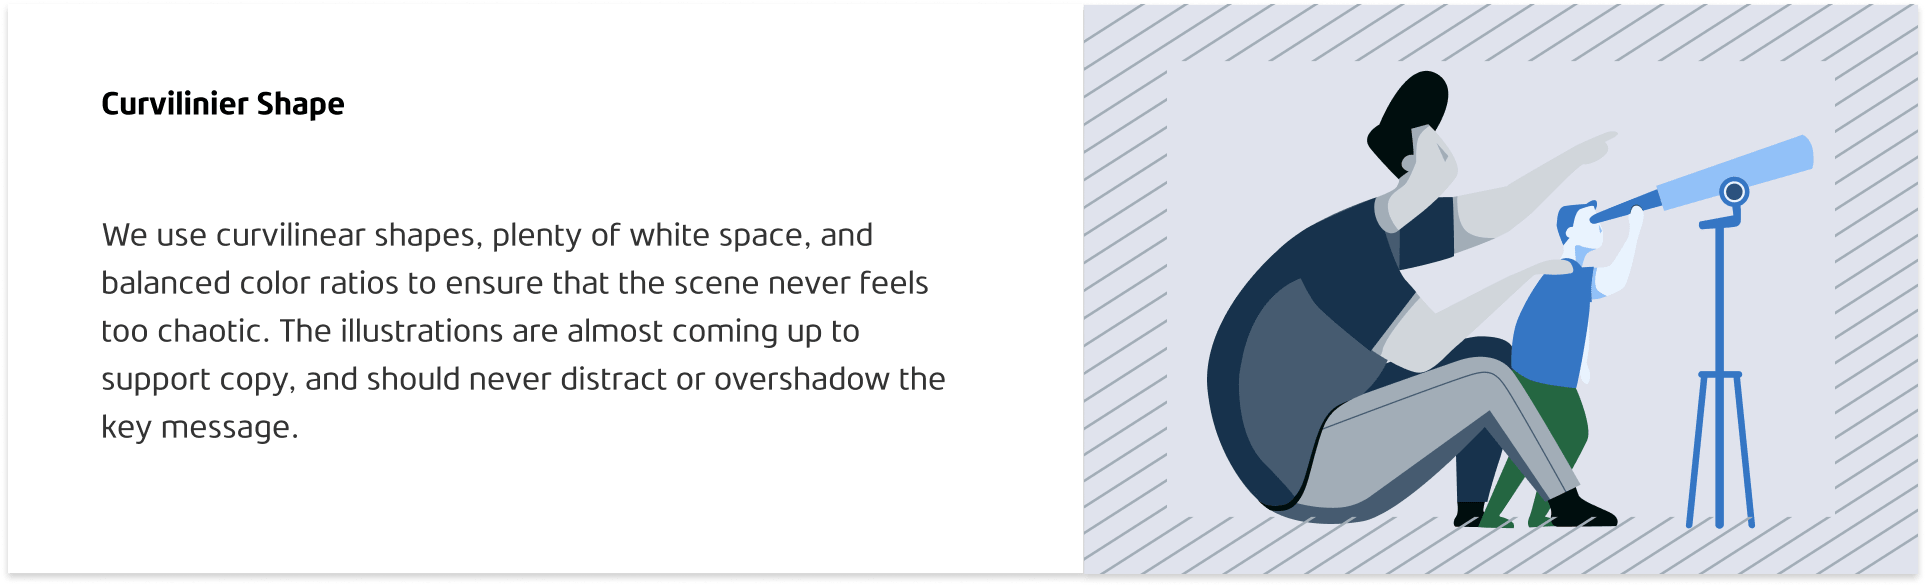 Curvilinier Shape
We use curvilinear shapes, plenty of white space, and
balanced color ratios to ensure that the scene never feels
too chaotic. The illustrations are almost coming up to
support copy, and should never distract or overshadow the
key message.